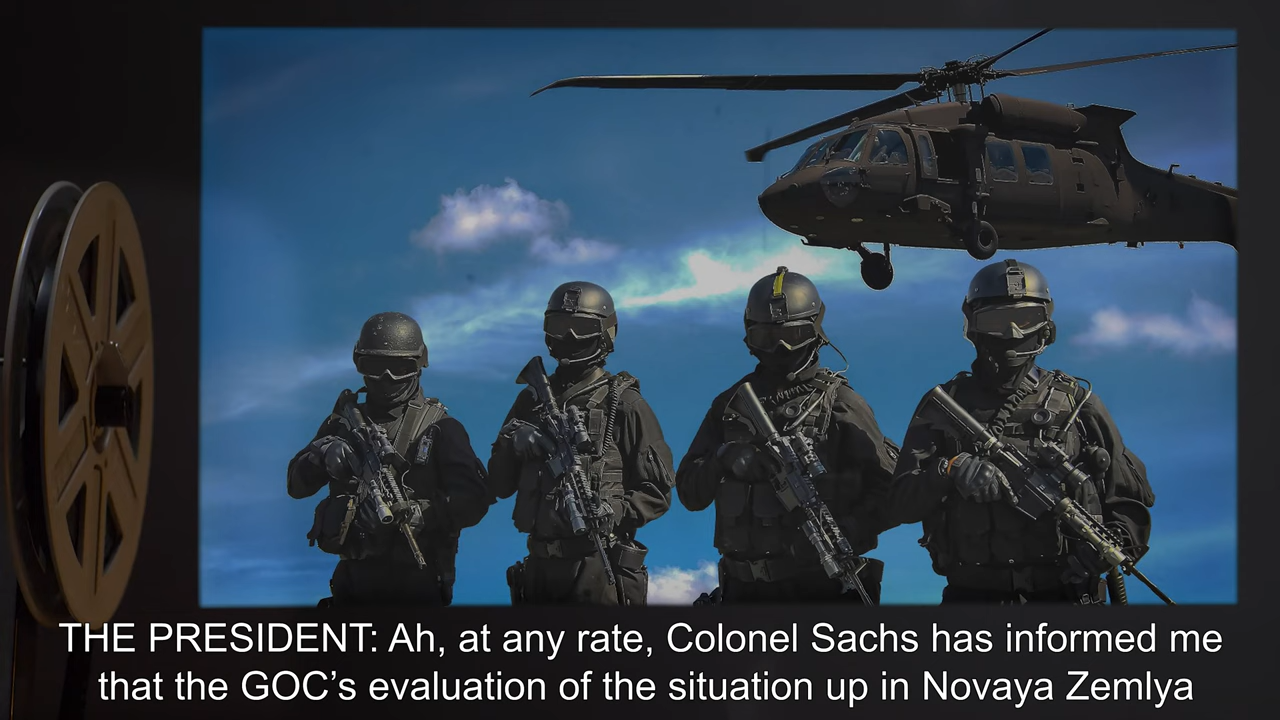 THE PRESIDENT: Ah, at any rate, Colonel Sachs has informed me
that the GOC’s evaluation of the situation up in Novaya Zemlya